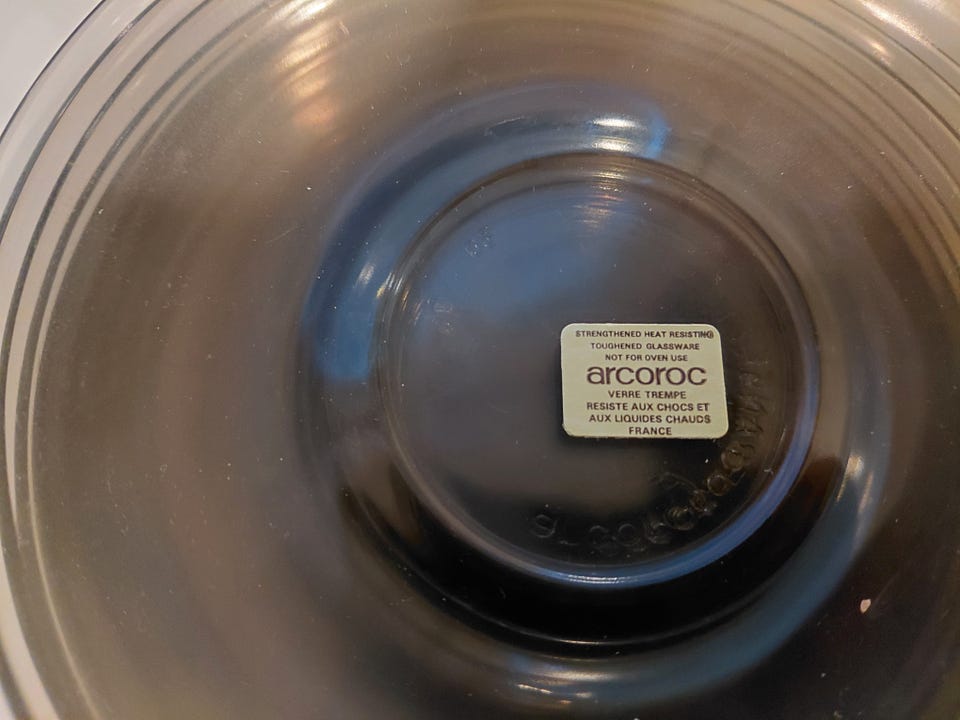 STRENGTHENED HEAT RESISTING
TOUGHENED GLASSWARE
NOT FOR OVEN USE
arcoroc
VERRE TREMPE
RESISTE AUX CHOCS ET
AUX LIQUIDES CHAUDS
FRANCE